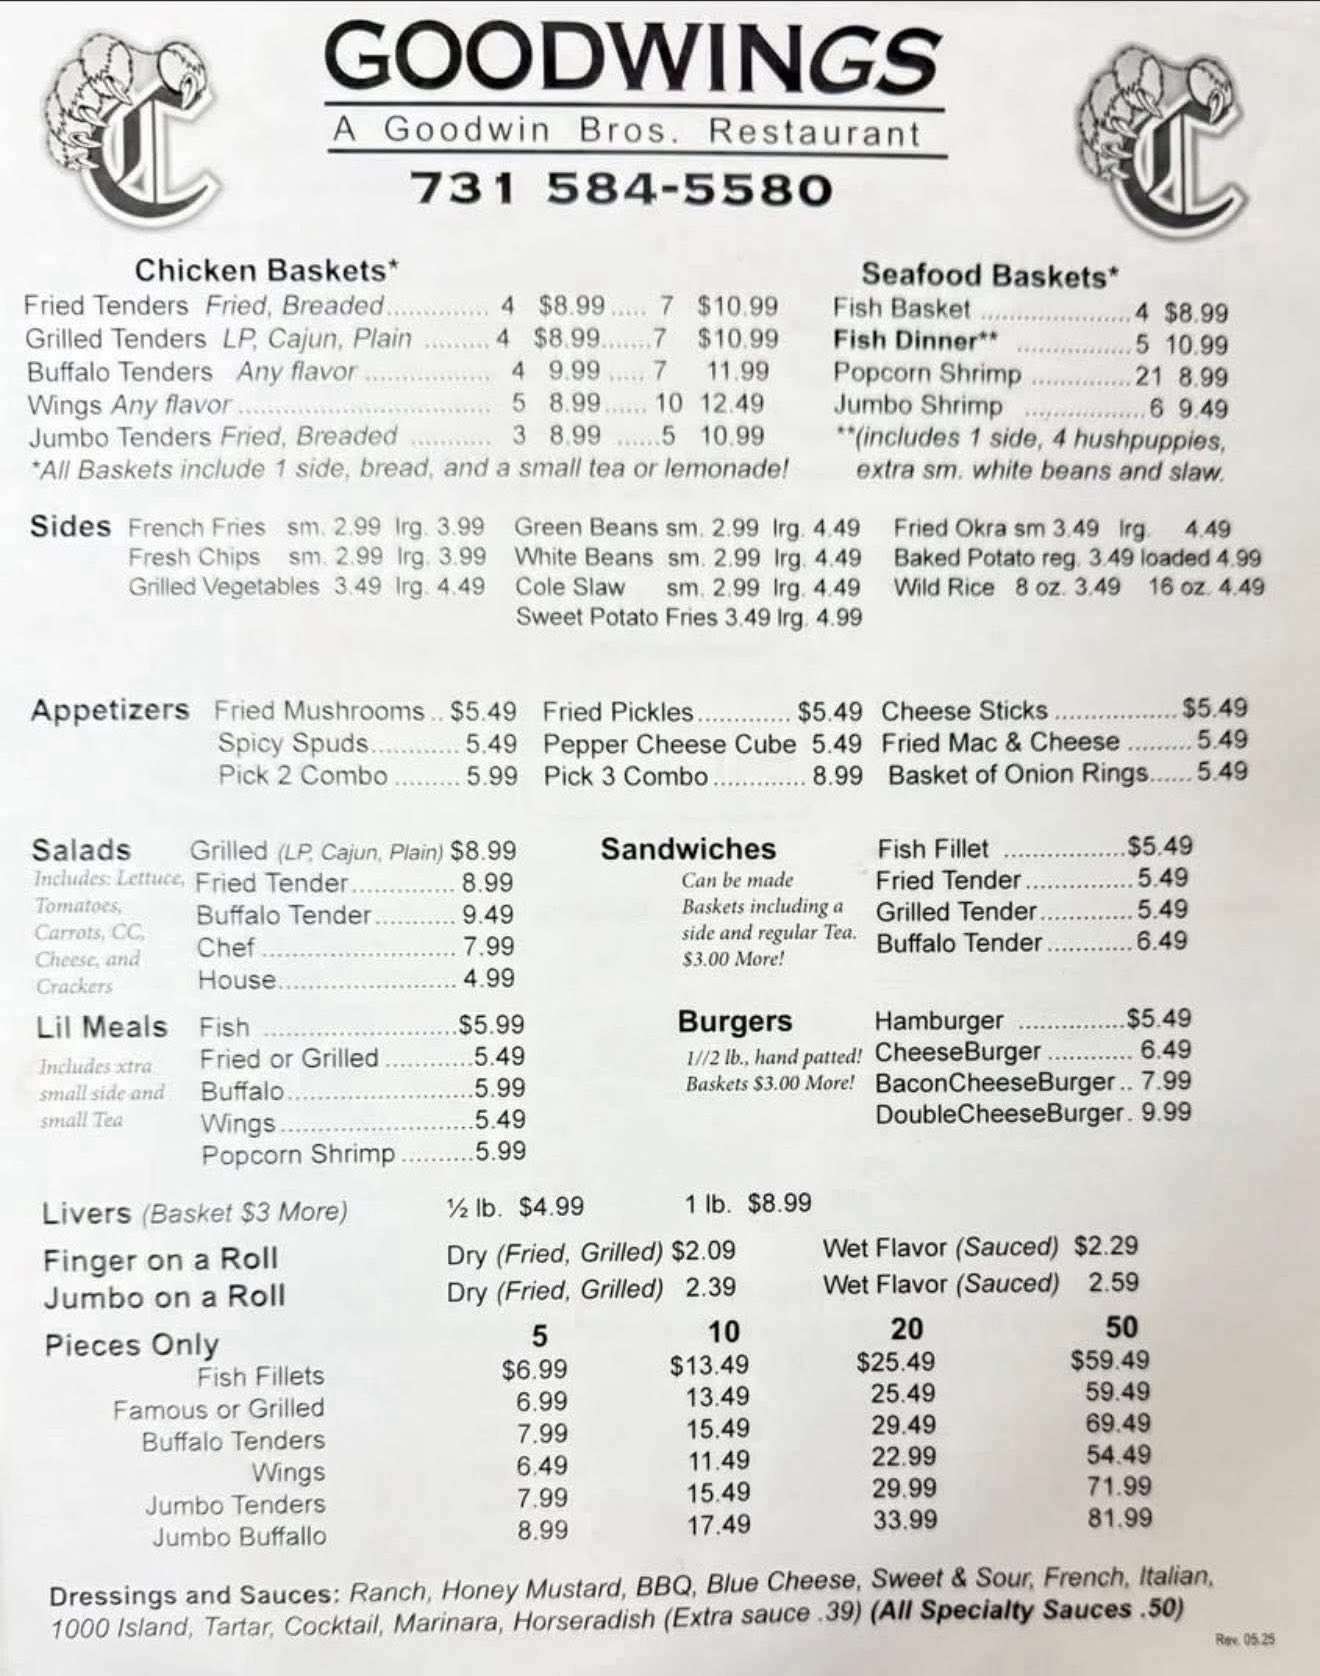 GOODWINGS
A Goodwin Bros. Restaurant
731 584-5580
Chicken Baskets*
Fried Tenders Fried, Breaded.............. 4 $8.99 ..... 7 $10.99
Grilled Tenders LP, Cajun, Plain ......... 4 $8.99.......7 $10.99
Buffalo Tenders Any flavor ................. 4 9.99 ..... 7 11.99
Wings Any flavor .................................. 5 8.99...... 10 12.49
Jumbo Tenders Fried, Breaded ........... 3 8.99 ......5 10.99
*All Baskets include 1 side, bread, and a small tea or lemonade!
Seafood Baskets*
Fish Basket ..................... 4 $8.99
Fish Dinner** ................ 5 10.99
Popcorn Shrimp .............. 21 8.99
Jumbo Shrimp ................. 6 9.49
**(includes 1 side, 4 hushpuppies,
extra sm. white beans and slaw.
Sides French Fries sm. 2.99 lrg. 3.99 Green Beans sm. 2.99 lrg. 4.49 Fried Okra sm 3.49 lrg. 4.49
Fresh Chips sm. 2.99 lrg. 3.99 White Beans sm. 2.99 lrg. 4.49 Baked Potato reg. 3.49 loaded 4.99
Grilled Vegetables 3.49 lrg. 4.49 Cole Slaw sm. 2.99 lrg. 4.49 Wild Rice 8 oz. 3.49 16 oz. 4.49
Sweet Potato Fries 3.49 lrg. 4.99
Appetizers Fried Mushrooms .. $5.49 Fried Pickles............. $5.49 Cheese Sticks ................. $5.49
Spicy Spuds............ 5.49 Pepper Cheese Cube 5.49 Fried Mac & Cheese ......... 5.49
Pick 2 Combo ......... 5.99 Pick 3 Combo............. 8.99 Basket of Onion Rings...... 5.49
Salads Grilled (LP, Cajun, Plain) $8.99
Includes: Lettuce, Fried Tender.............. 8.99
Tomatoes, Buffalo Tender........... 9.49
Carrots, CC, Chef ........................... 7.99
Cheese, and House......................... 4.99
Crackers
Sandwiches Fish Fillet .................$5.49
Can be made Fried Tender............... 5.49
Baskets including a Grilled Tender............. 5.49
side and regular Tea. Buffalo Tender............ 6.49
$3.00 More!
Lil Meals Fish ...........................$5.99
Includes xtra Fried or Grilled ............5.49
small side and Buffalo..........................5.99
small Tea Wings...........................5.49
Popcorn Shrimp ..........5.99
Burgers Hamburger ...............$5.49
1//2 lb., hand patted! CheeseBurger ............ 6.49
Baskets $3.00 More! BaconCheeseBurger.. 7.99
DoubleCheeseBurger. 9.99
Livers (Basket $3 More) ½ lb. $4.99 1 lb. $8.99
Finger on a Roll Dry (Fried, Grilled) $2.09 Wet Flavor (Sauced) $2.29
Jumbo on a Roll Dry (Fried, Grilled) 2.39 Wet Flavor (Sauced) 2.59
Pieces Only 5 10 20 50
Fish Fillets $6.99 $13.49 $25.49 $59.49
Famous or Grilled 6.99 13.49 25.49 59.49
Buffalo Tenders 7.99 15.49 29.49 69.49
Wings 6.49 11.49 22.99 54.49
Jumbo Tenders 7.99 15.49 29.99 71.99
Jumbo Buffallo 8.99 17.49 33.99 81.99
Dressings and Sauces: Ranch, Honey Mustard, BBQ, Blue Cheese, Sweet & Sour, French, Italian,
1000 Island, Tartar, Cocktail, Marinara, Horseradish (Extra sauce .39) (All Specialty Sauces .50)
Rev. 05.25